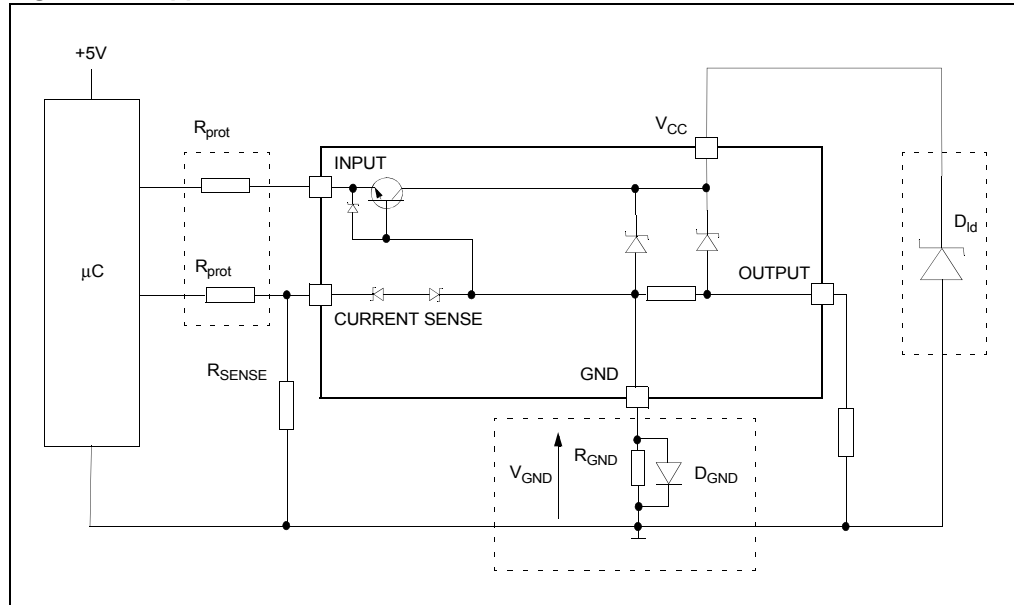 +5V
μC
Rprot
Rprot
RSENSE
INPUT
CURRENT SENSE
VCC
OUTPUT
GND
VGND
RGND
DGND
Dld